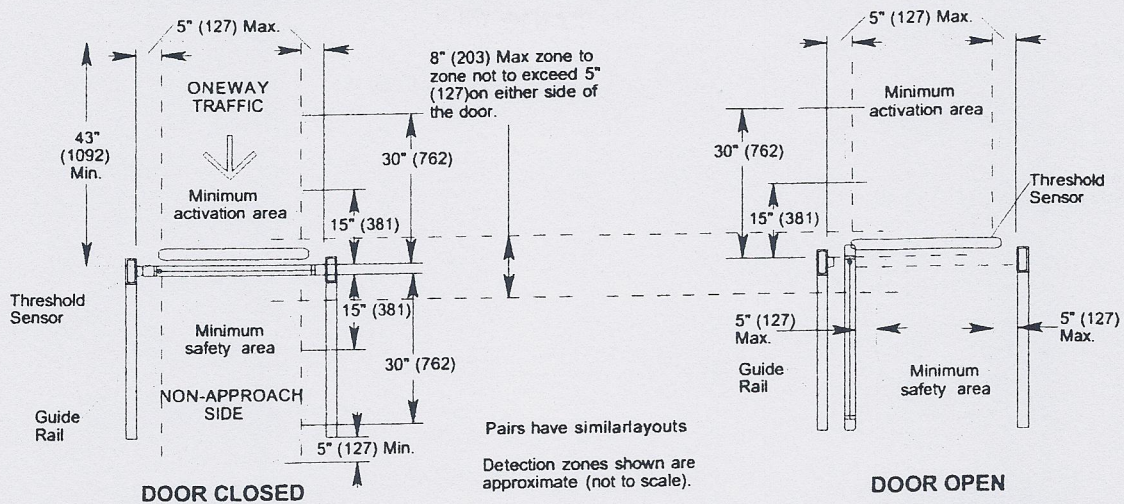 5" (127) Max.
ONEWAY
TRAFFIC
43"
(1092)
Min.
Minimum
activation area
30" (762)
15" (381)
8" (203) Max zone to
zone not to exceed 5"
(127)on either side of
the door.
Threshold
Sensor
15" (381)
Minimum
safety area
30" (762)
NON-APPROACH
SIDE
Guide
Rail
5" (127) Min.
DOOR CLOSED
Pairs have similarlayouts
Detection zones shown are
approximate (not to scale).
5" (127) Max.
Minimum
activation area
30" (762)
15" (381)
Threshold
Sensor
5" (127)
Max.
5" (127)
Max.
Guide
Rail
Minimum
safety area
DOOR OPEN